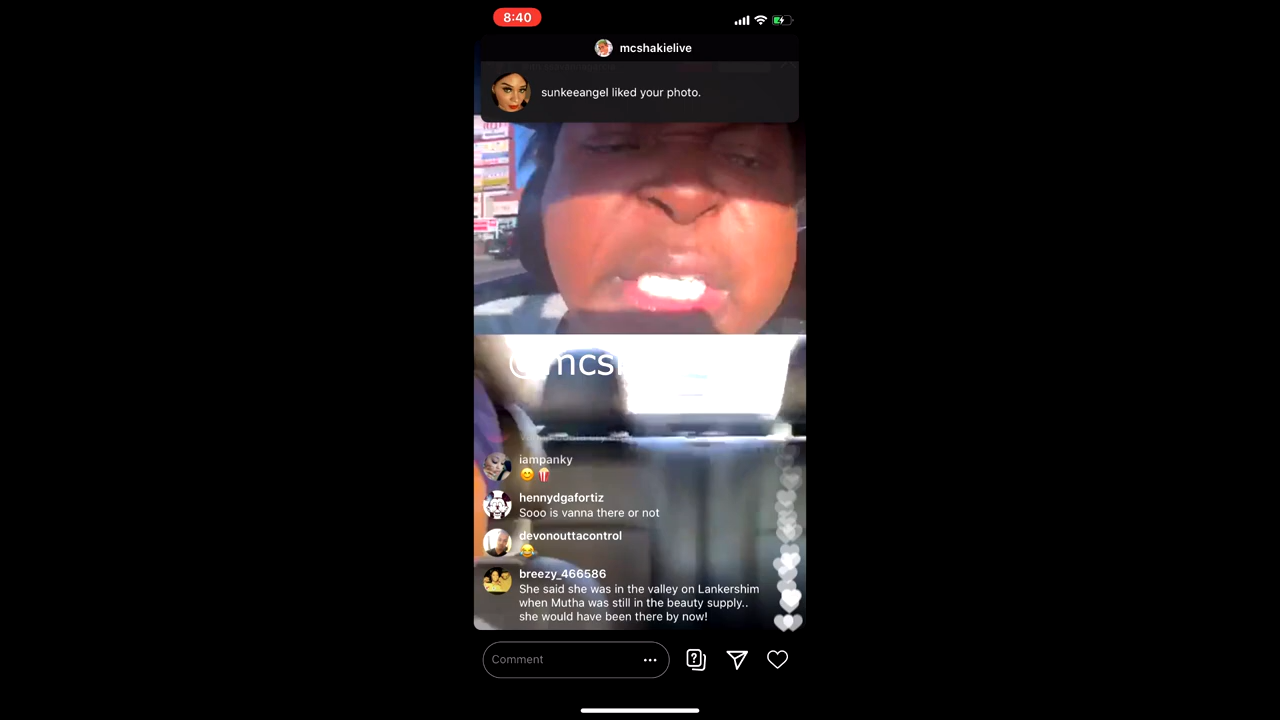 8:40
mcshakielive
sunkeeangel liked your photo.
@mcs
iampanky
😊🍿
hennydgafortiz
Sooo is vanna there or not
devonouttacontrol
😂
breezy_466586
She said she was in the valley on Lankershim
when Mutha was still in the beauty supply..
she would have been there by now!
Comment